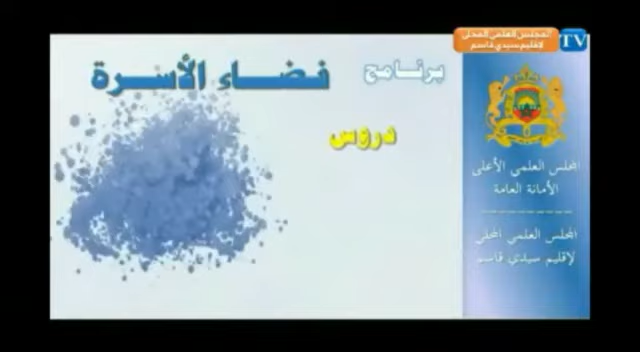 المجلس العلمي المحلي
لإقليم سيدي قاسم
TV
برنامج
فضاء الأسرة
دروس
المجلس العلمي الأعلى
الأمانة العامة
المجلس العلمي المحلي
لإقليم سيدي قاسم